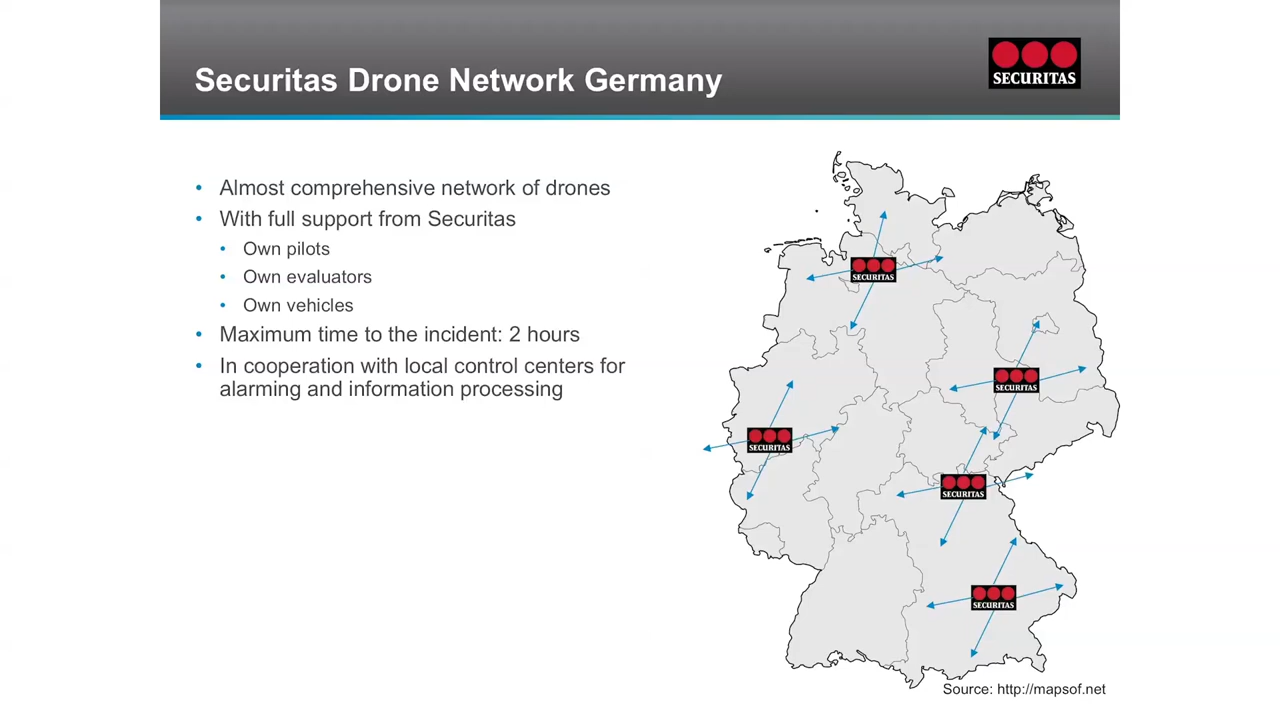 Securitas Drone Network Germany
SECURITAS
• Almost comprehensive network of drones
• With full support from Securitas
• Own pilots
• Own evaluators
• Own vehicles
• Maximum time to the incident: 2 hours
• In cooperation with local control centers for
alarming and information processing
SECURITAS
SECURITAS
SECURITAS
SECURITAS
SECURITAS
Source: http://mapsof.net